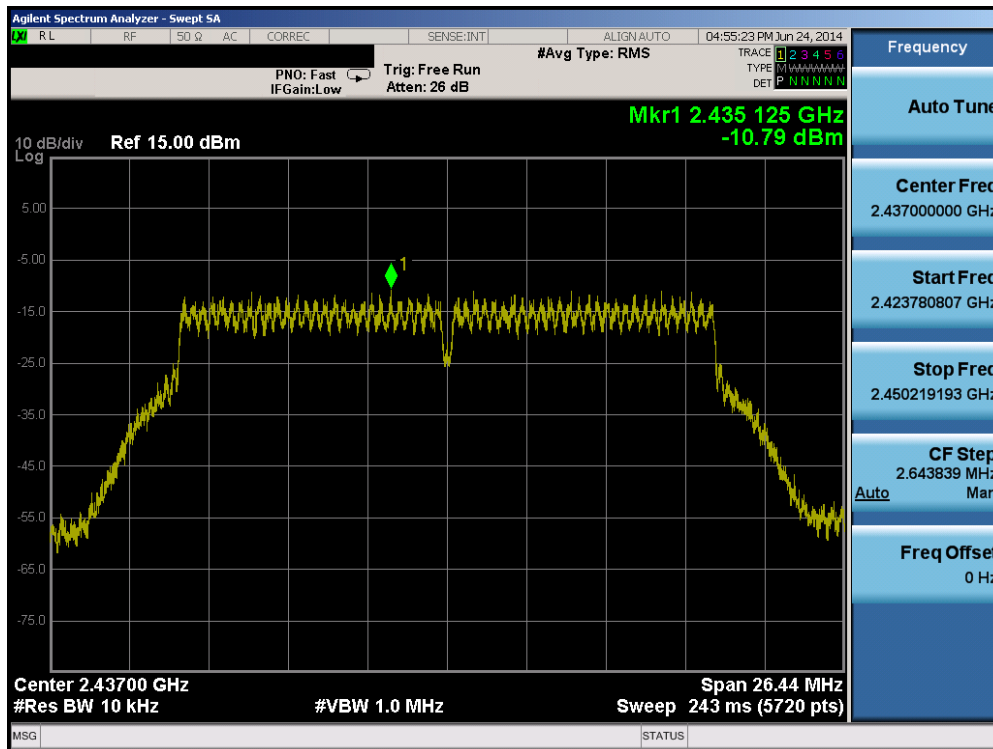 Agilent Spectrum Analyzer - Swept SA
LXI RL RF 50 Ω AC CORREC SENSE:INT ALIGN AUTO 04:55:23 PM Jun 24, 2014
Frequency
#Avg Type: RMS
TRACE 1 2 3 4 5 6
PNO: Fast
Trig: Free Run
TYPE M WWWWW
IFGain:Low
Atten: 26 dB
DET P N N N N N
Auto Tune
Mkr1 2.435 125 GHz
-10.79 dBm
10 dB/div Ref 15.00 dBm
Log
5.00
-5.00
-15.0
-25.0
-35.0
-45.0
-55.0
-65.0
-75.0
1
Center Freq
2.437000000 GHz
Start Freq
2.423780807 GHz
Stop Freq
2.450219193 GHz
CF Step
2.643839 MHz
Auto Man
Freq Offset
0 Hz
Center 2.43700 GHz
Span 26.44 MHz
#Res BW 10 kHz
#VBW 1.0 MHz
Sweep 243 ms (5720 pts)
MSG
STATUS